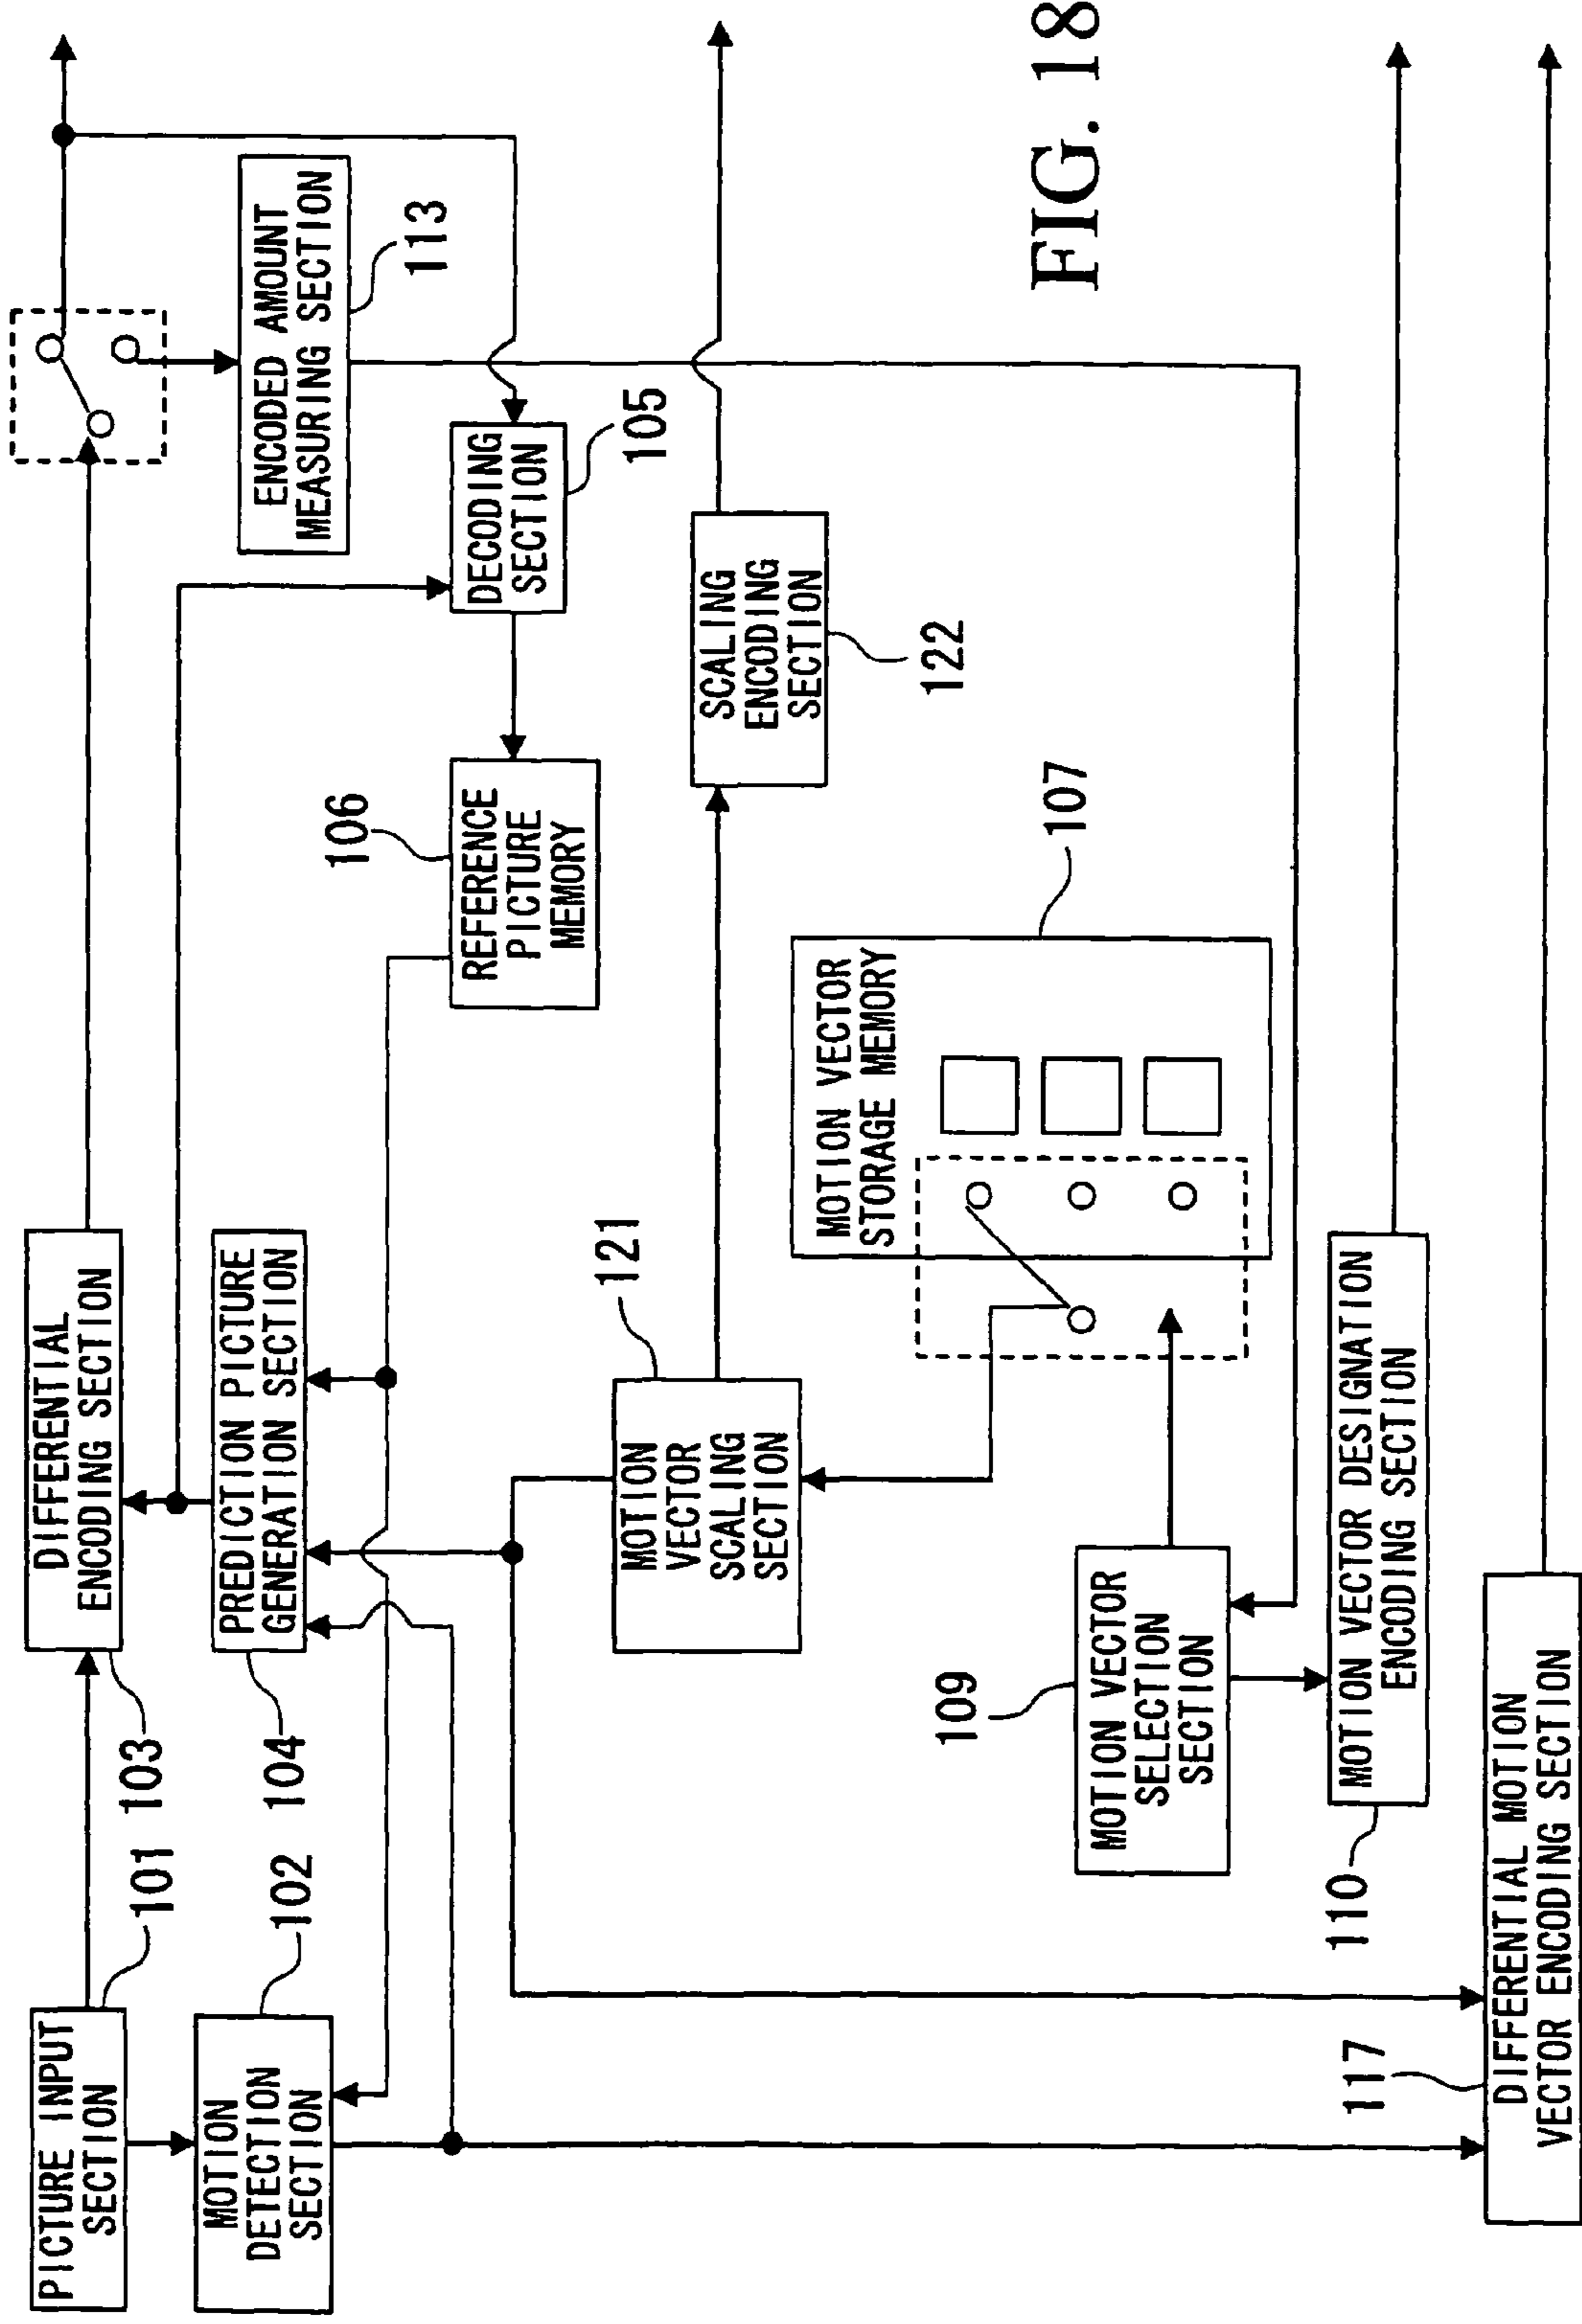 PICTURE INPUT
SECTION
101
MOTION
DETECTION
SECTION
102
DIFFERENTIAL
ENCODING SECTION
103
PREDICTION PICTURE
GENERATION SECTION
104
ENCODED AMOUNT
MEASURING SECTION
113
DECODING
SECTION
105
REFERENCE
PICTURE
MEMORY
106
MOTION
VECTOR
SCALING
SECTION
121
SCALING
ENCODING
SECTION
122
MOTION VECTOR
STORAGE MEMORY
107
MOTION VECTOR
SELECTION
SECTION
109
MOTION VECTOR DESIGNATION
ENCODING SECTION
110
DIFFERENTIAL MOTION
VECTOR ENCODING SECTION
117
FIG. 18